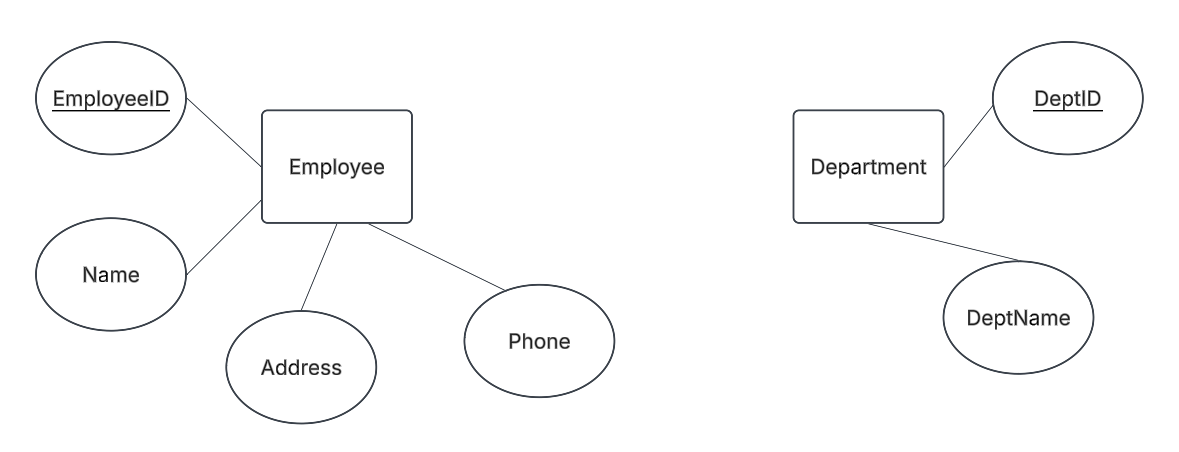 EmployeeID
DeptID
Employee
Department
Name
DeptName
Phone
Address